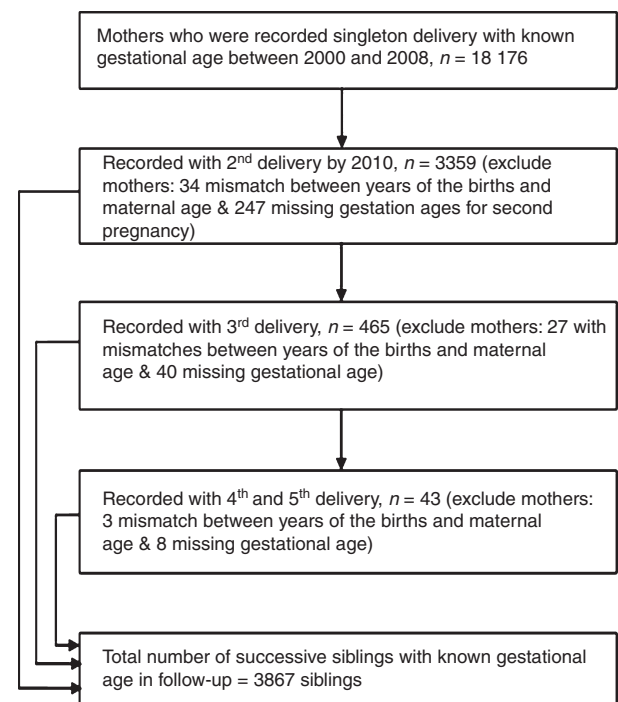 Mothers who were recorded singleton delivery with known
gestational age between 2000 and 2008, n = 18 176
Recorded with 2nd delivery by 2010, n = 3359 (exclude
mothers: 34 mismatch between years of the births and
maternal age & 247 missing gestation ages for second
pregnancy)
Recorded with 3rd delivery, n = 465 (exclude mothers: 27 with
mismatches between years of the births and maternal
age & 40 missing gestational age)
Recorded with 4th and 5th delivery, n = 43 (exclude mothers:
3 mismatch between years of the births and maternal
age & 8 missing gestational age)
Total number of successive siblings with known gestational
age in follow-up = 3867 siblings